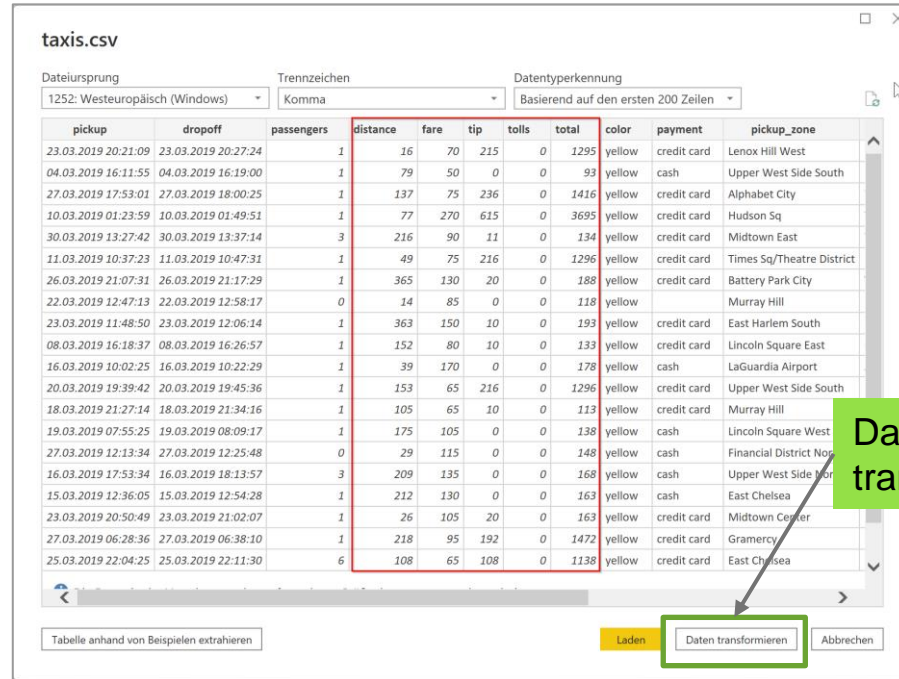 taxis.csv
Dateiursprung Trennzeichen Datentyperkennung
1252: Westeuropäisch (Windows) Komma Basierend auf den ersten 200 Zeilen
pickup dropoff passengers distance fare tip tolls total color payment pickup_zone
23.03.2019 20:21:09 23.03.2019 20:27:24 1 16 70 215 0 1295 yellow credit card Lenox Hill West
04.03.2019 16:11:55 04.03.2019 16:19:00 1 79 50 0 0 93 yellow cash Upper West Side South
27.03.2019 17:53:01 27.03.2019 18:00:25 1 137 75 236 0 1416 yellow credit card Alphabet City
10.03.2019 01:23:59 10.03.2019 01:49:51 1 77 270 615 0 3695 yellow credit card Hudson Sq
30.03.2019 13:27:42 30.03.2019 13:37:14 3 216 90 11 0 134 yellow credit card Midtown East
11.03.2019 10:37:23 11.03.2019 10:47:31 1 49 75 216 0 1296 yellow credit card Times Sq/Theatre District
26.03.2019 21:07:31 26.03.2019 21:17:29 1 365 130 20 0 188 yellow credit card Battery Park City
22.03.2019 12:47:13 22.03.2019 12:58:17 0 14 85 0 0 118 yellow Murray Hill
23.03.2019 11:48:50 23.03.2019 12:06:14 1 363 150 10 0 193 yellow credit card East Harlem South
08.03.2019 16:18:37 08.03.2019 16:26:57 1 152 80 10 0 133 yellow credit card Lincoln Square East
16.03.2019 10:02:25 16.03.2019 10:22:29 1 39 170 0 0 178 yellow cash LaGuardia Airport
20.03.2019 19:39:42 20.03.2019 19:45:36 1 153 65 216 0 1296 yellow credit card Upper West Side South
18.03.2019 21:27:14 18.03.2019 21:34:16 1 105 65 10 0 113 yellow credit card Murray Hill
19.03.2019 07:55:25 19.03.2019 08:09:17 1 175 105 0 0 138 yellow cash Lincoln Square West
27.03.2019 12:13:34 27.03.2019 12:25:48 0 29 115 0 0 148 yellow cash Financial District Nor
16.03.2019 17:53:34 16.03.2019 18:13:57 3 209 135 0 0 168 yellow cash Upper West Side Nor
15.03.2019 12:36:05 15.03.2019 12:54:28 1 212 130 0 0 163 yellow cash East Chelsea
23.03.2019 20:50:49 23.03.2019 21:02:07 1 26 105 20 0 163 yellow credit card Midtown Center
27.03.2019 06:28:36 27.03.2019 06:38:10 1 218 95 192 0 1472 yellow credit card Gramercy
25.03.2019 22:04:25 25.03.2019 22:11:30 6 108 65 108 0 1138 yellow credit card East Chelsea
Da
tra
Tabelle anhand von Beispielen extrahieren Laden Daten transformieren Abbrechen